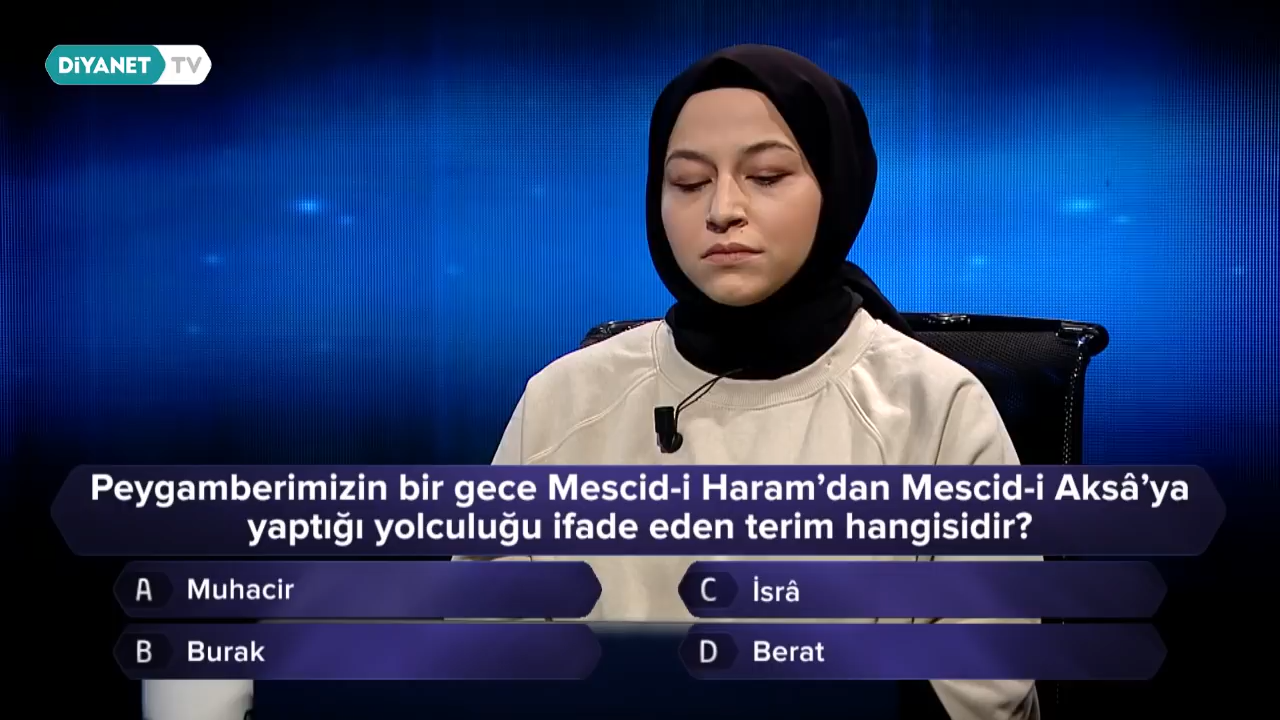 DİYANET TV
Peygamberimizin bir gece Mescid-i Haram’dan Mescid-i Aksâ’ya
yaptığı yolculuğu ifade eden terim hangisidir?
A Muhacir
C İsrâ
B Burak
D Berat